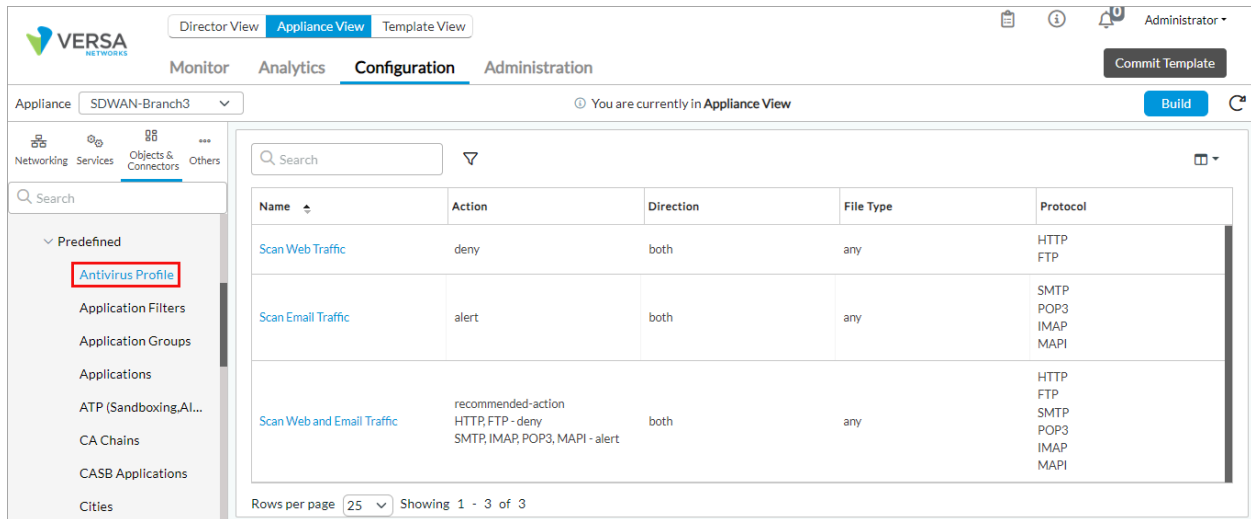 Director View Appliance View Template View
0
Administrator
VERSA
NETWORKS
Monitor Analytics Configuration Administration
Commit Template
Appliance SDWAN-Branch3
You are currently in Appliance View
Build
Networking Services Objects & Connectors Others
Search
Predefined
Antivirus Profile
Application Filters
Application Groups
Applications
ATP (Sandboxing,AI...
CA Chains
CASB Applications
Cities
Search
Name Action Direction File Type Protocol
Scan Web Traffic deny both any HTTP
FTP
Scan Email Traffic alert both any SMTP
POP3
IMAP
MAPI
Scan Web and Email Traffic recommended-action
HTTP, FTP - deny
SMTP, IMAP, POP3, MAPI - alert
both any HTTP
FTP
SMTP
POP3
IMAP
MAPI
Rows per page 25 Showing 1 - 3 of 3